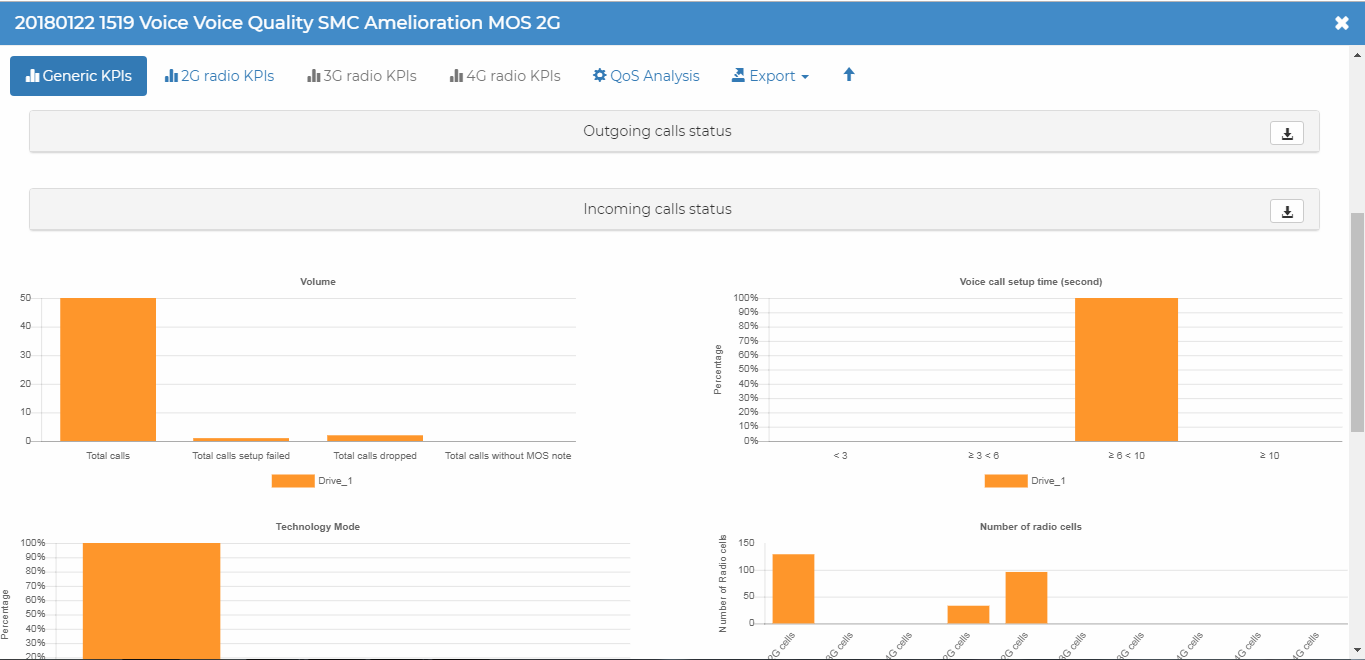 20180122 1519 Voice Voice Quality SMC Amelioration MOS 2G
Generic KPIs 2G radio KPIs 3G radio KPIs 4G radio KPIs QoS Analysis Export
Outgoing calls status
Incoming calls status
Volume
50
40
30
20
10
0
Total calls Total calls setup failed Total calls dropped Total calls without MOS note
Drive_1
Voice call setup time (second)
Percentage
100%
90%
80%
70%
60%
50%
40%
30%
20%
10%
0%
< 3 ≥ 3 < 6 ≥ 6 < 10 ≥ 10
Drive_1
Technology Mode
Percentage
100%
90%
80%
70%
60%
50%
40%
30%
20%
Number of radio cells
Number of Radio cells
150
100
50
0
2G cells 3G cells 4G cells 2G cells 2G cells 3G cells 3G cells 4G cells 4G cells 4G cells